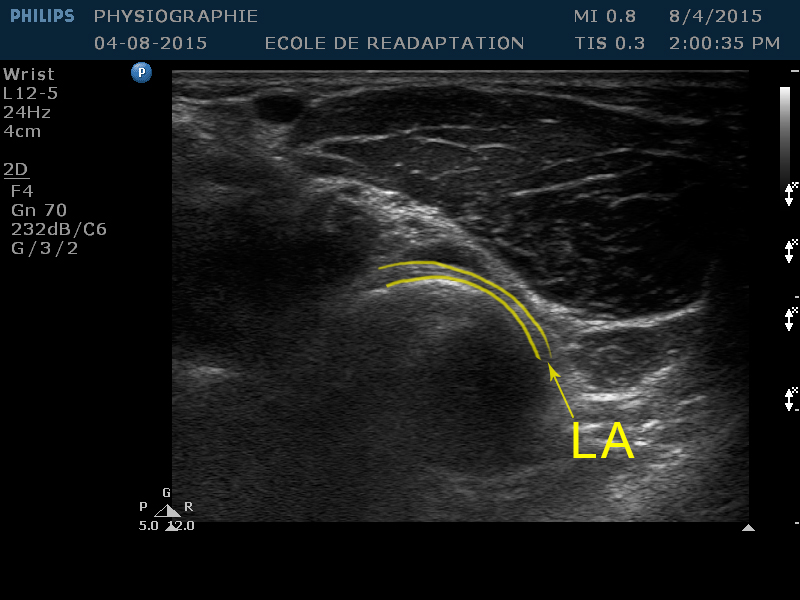 PHILIPS PHYSIOGRAPHIE MI 0.8 8/4/2015
04-08-2015 ECOLE DE READAPTATION TIS 0.3 2:00:35 PM
Wrist
P
L12-5
24Hz
4cm
2D
F4
Gn 70
232dB/C6
G/3/2
LA
G
P R
5.0 12.0